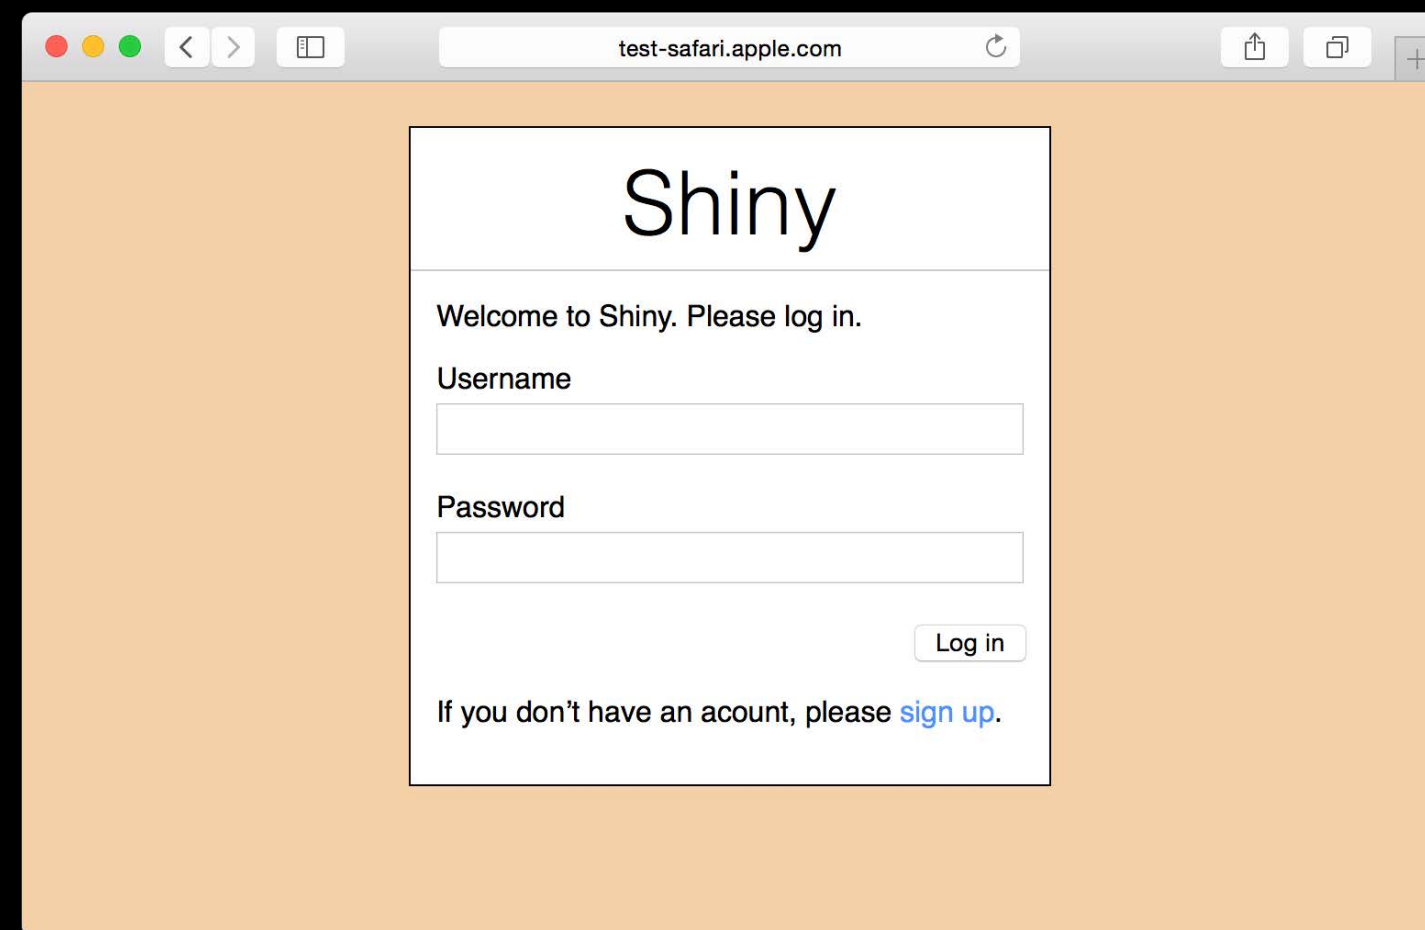 test-safari.apple.com
Shiny
Welcome to Shiny. Please log in.
Username
Password
Log in
If you don’t have an acount, please sign up.